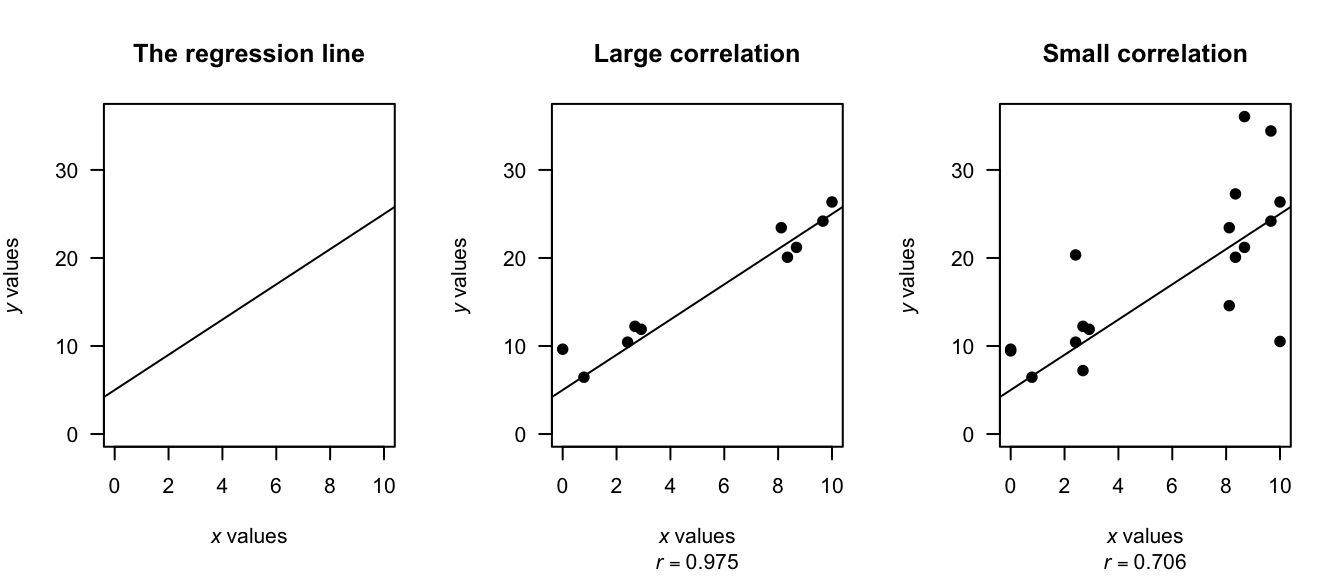 The regression line
30
20
10
0
y values
0 2 4 6 8 10
x values
Large correlation
30
20
10
0
y values
0 2 4 6 8 10
x values
r = 0.975
Small correlation
30
20
10
0
y values
0 2 4 6 8 10
x values
r = 0.706